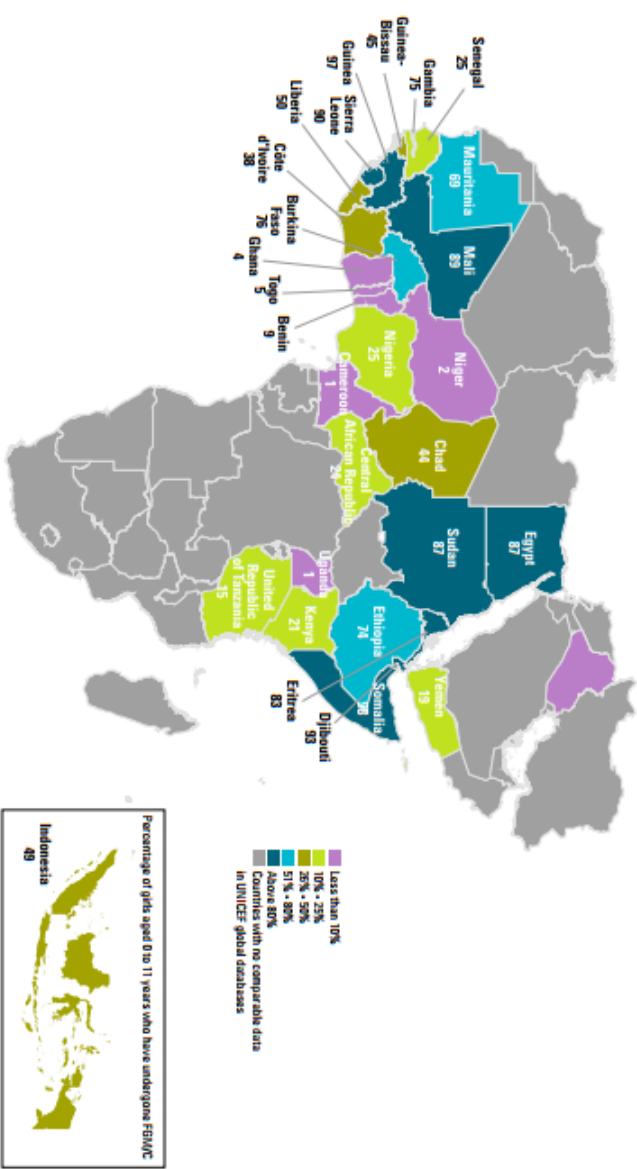 Senegal
25
Gambia
75
Guinea-
Bissau
45
Guinea
97
Sierra
Leone
90
Liberia
50
Côte
d'Ivoire
38
Burkina
Faso
76
Ghana
4
Togo
5
Benin
9
Mauritania
69
Mali
89
Niger
2
Nigeria
25
Cameroon
1
Chad
44
Central
African Republic
24
Egypt
87
Sudan
87
Ethiopia
74
Uganda
1
Kenya
21
United
Republic
of Tanzania
15
Somalia
98
Eritrea
83
Djibouti
93
Yemen
19
Less than 10%
10% - 25%
26% - 50%
51% - 80%
Above 80%
Countries with no comparable data
in UNICEF global databases
Percentage of girls aged 0 to 11 years who have undergone FGM/C
Indonesia
49